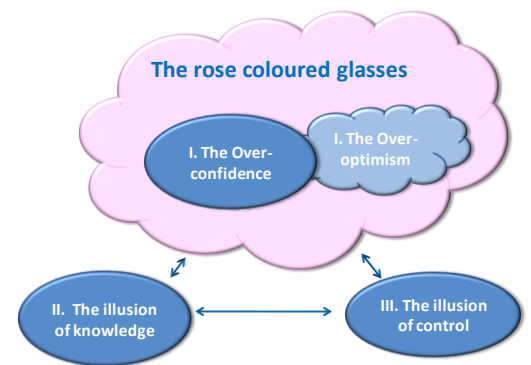 The rose coloured glasses
I. The Over-
confidence
I. The Over-
optimism
II.  The illusion
of knowledge
III. The illusion
of control